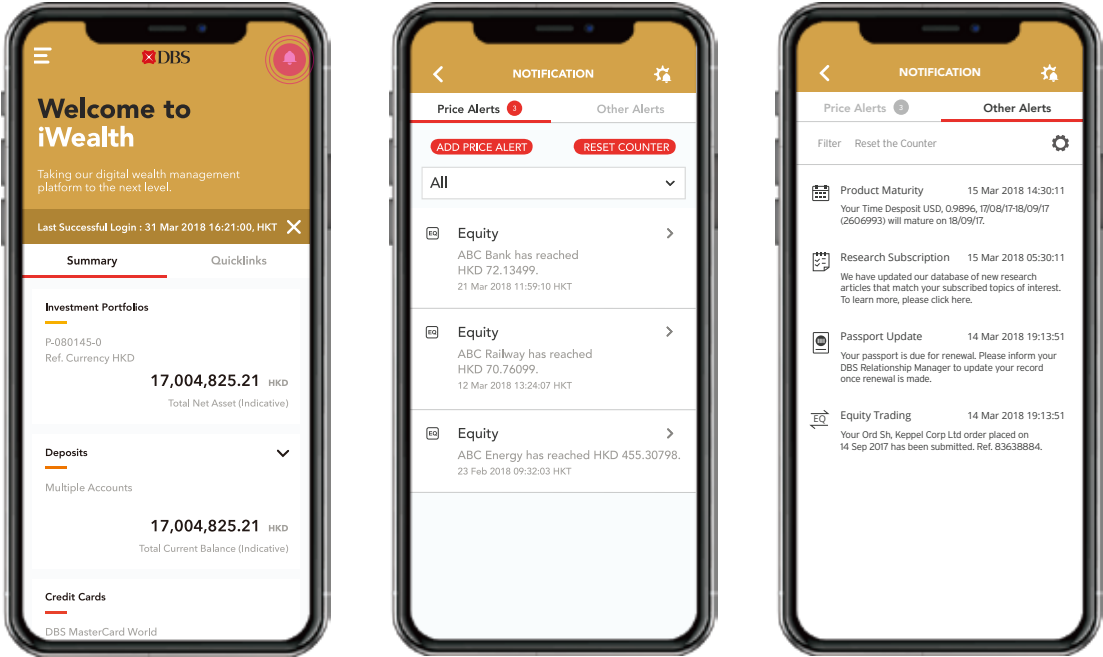 DBS
Welcome to
iWealth
Taking our digital wealth management
platform to the next level.
Last Successful Login : 31 Mar 2018 16:21:00, HKT
Summary
Quicklinks
Investment Portfolios
P-080145-0
Ref. Currency HKD
17,004,825.21 HKD
Total Net Asset (Indicative)
Deposits
Multiple Accounts
17,004,825.21 HKD
Total Current Balance (Indicative)
Credit Cards
DBS MasterCard World
NOTIFICATION
Price Alerts 3
Other Alerts
ADD PRICE ALERT
RESET COUNTER
All
EQ Equity
ABC Bank has reached
HKD 72.13499.
21 Mar 2018 11:59:10 HKT
EQ Equity
ABC Railway has reached
HKD 70.76099.
12 Mar 2018 13:24:07 HKT
EQ Equity
ABC Energy has reached HKD 455.30798.
23 Feb 2018 09:32:03 HKT
NOTIFICATION
Price Alerts 3
Other Alerts
Filter Reset the Counter
Product Maturity 15 Mar 2018 14:30:11
Your Time Desposit USD, 0.9896, 17/08/17-18/09/17
(2606993) will mature on 18/09/17.
Research Subscription 15 Mar 2018 05:30:11
We have updated our database of new research
articles that match your subscribed topics of interest.
To learn more, please click here.
Passport Update 14 Mar 2018 19:13:51
Your passport is due for renewal. Please inform your
DBS Relationship Manager to update your record
once renewal is made.
EQ Equity Trading 14 Mar 2018 19:13:51
Your Ord Sh, Keppel Corp Ltd order placed on
14 Sep 2017 has been submitted. Ref. 83638884.